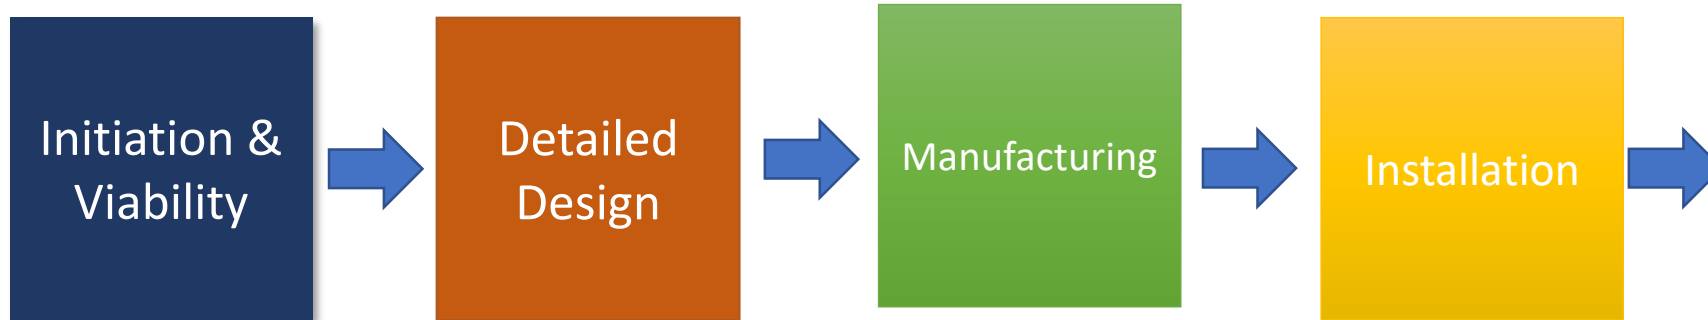 Initiation &
Viability
Detailed
Design
Manufacturing
Installation